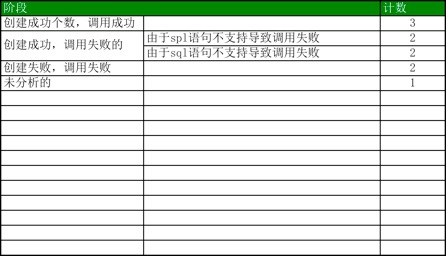 阶段 计数
创建成功个数，调用成功 3
创建成功，调用失败的 由于spl语句不支持导致调用失败 2
由于sql语句不支持导致调用失败 2
创建失败，调用失败 2
未分析的 1